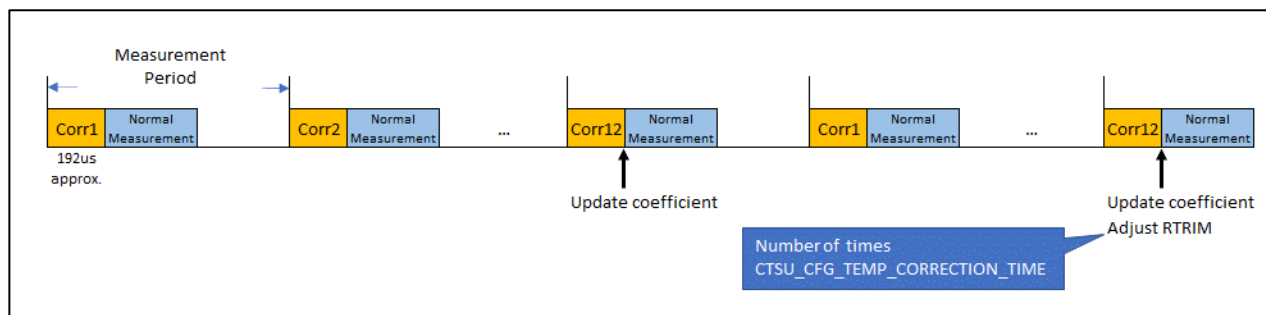 Measurement
Period
Corr1
Normal
Measurement
Corr2
Normal
Measurement
...
Corr12
Normal
Measurement
Corr1
Normal
Measurement
...
Corr12
Normal
Measurement
192us
approx.
Update coefficient
Update coefficient
Adjust RTRIM
Number of times
CTSU_CFG_TEMP_CORRECTION_TIME